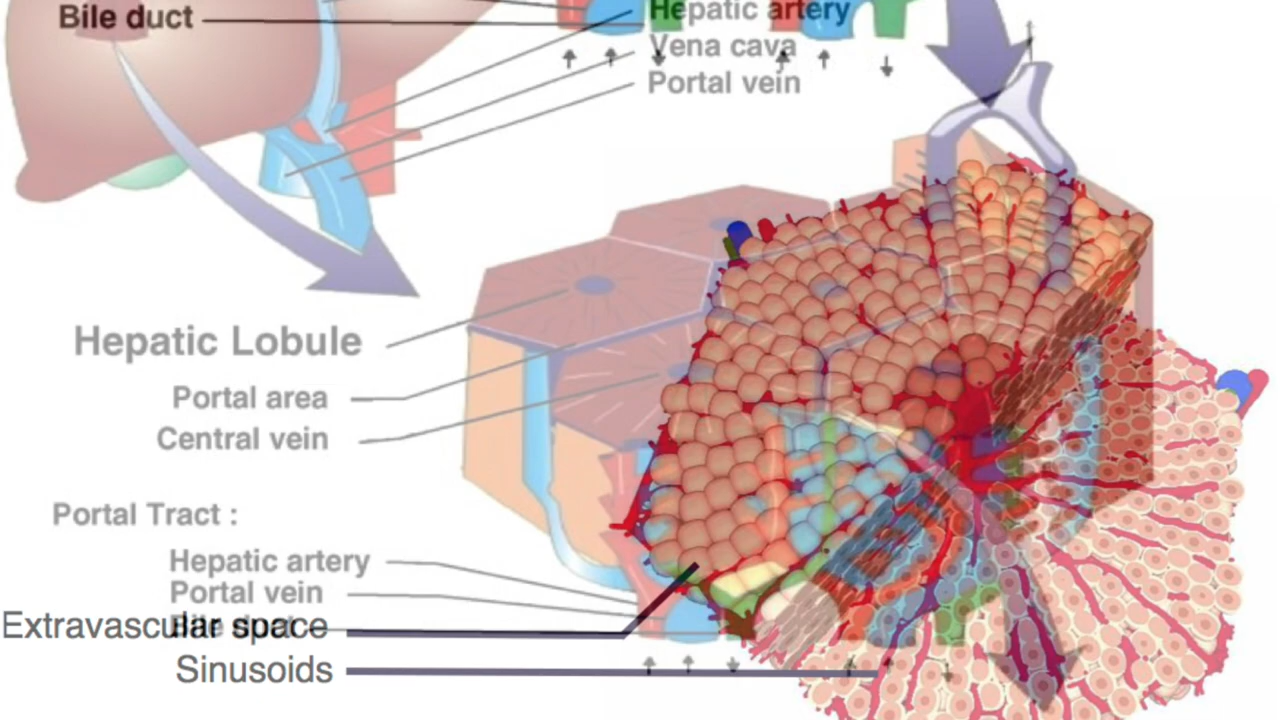 Bile duct
Hepatic artery
Vena cava
Portal vein
Hepatic Lobule
Portal area
Central vein
Portal Tract :
Hepatic artery
Portal vein
Extravascular space
Sinusoids